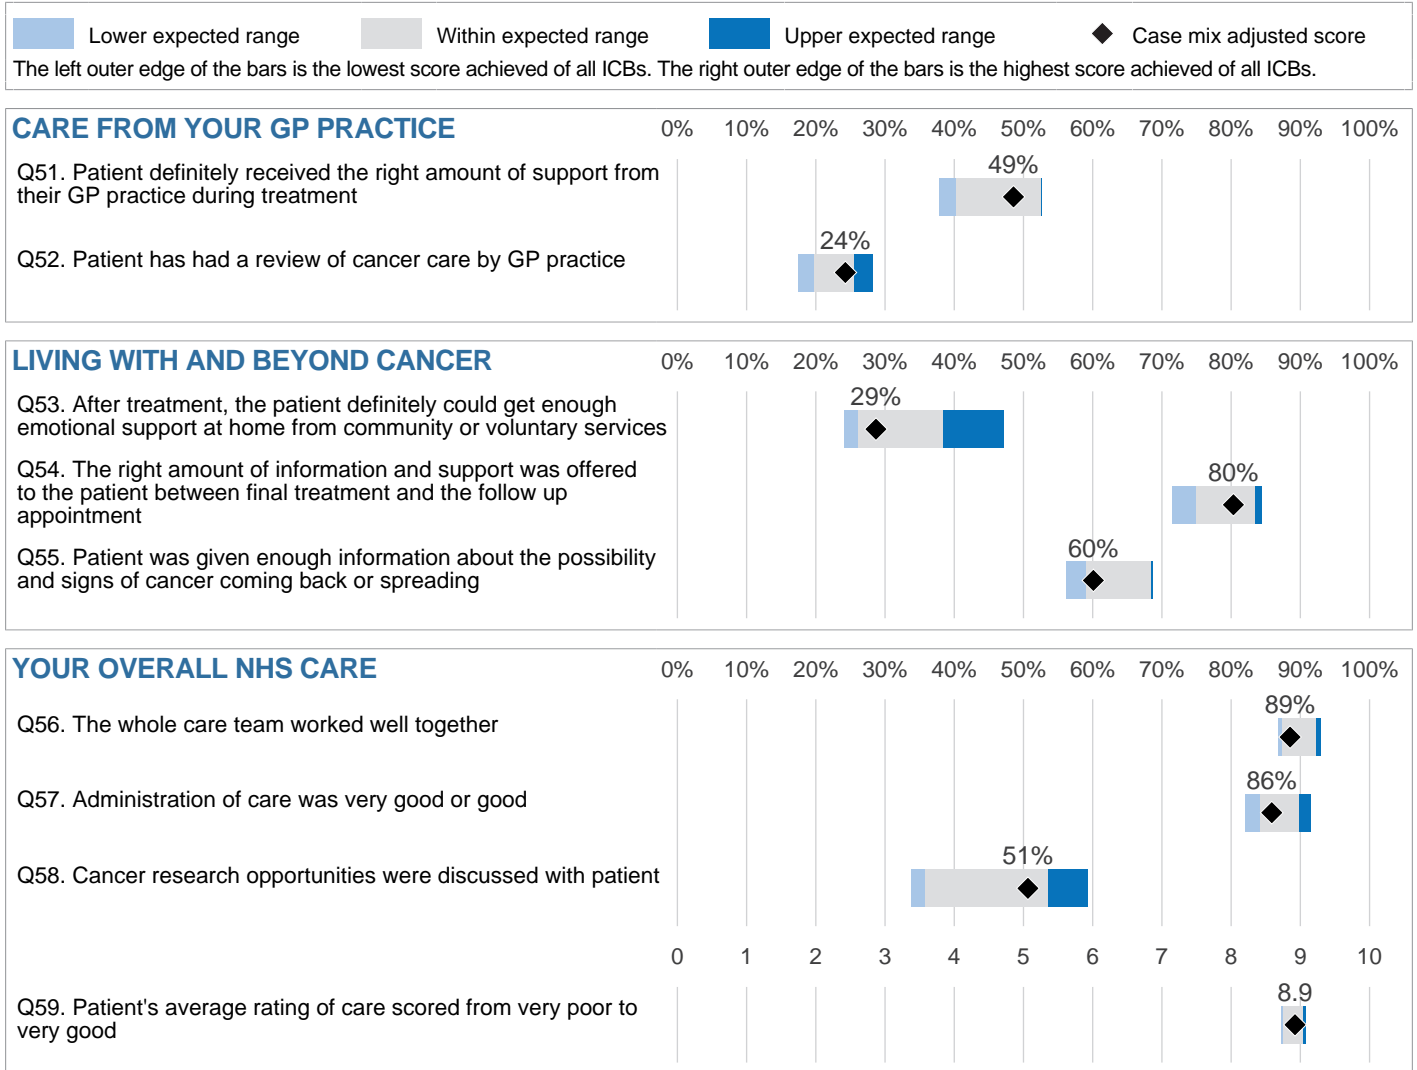 Lower expected range Within expected range Upper expected range Case mix adjusted score
The left outer edge of the bars is the lowest score achieved of all ICBs. The right outer edge of the bars is the highest score achieved of all ICBs.
CARE FROM YOUR GP PRACTICE 0% 10% 20% 30% 40% 50% 60% 70% 80% 90% 100%
49%
Q51. Patient definitely received the right amount of support from
their GP practice during treatment
24%
Q52. Patient has had a review of cancer care by GP practice
LIVING WITH AND BEYOND CANCER 0% 10% 20% 30% 40% 50% 60% 70% 80% 90% 100%
29%
Q53. After treatment, the patient definitely could get enough
emotional support at home from community or voluntary services
80%
Q54. The right amount of information and support was offered
to the patient between final treatment and the follow up
appointment
60%
Q55. Patient was given enough information about the possibility
and signs of cancer coming back or spreading
YOUR OVERALL NHS CARE 0% 10% 20% 30% 40% 50% 60% 70% 80% 90% 100%
89%
Q56. The whole care team worked well together
86%
Q57. Administration of care was very good or good
51%
Q58. Cancer research opportunities were discussed with patient
0 1 2 3 4 5 6 7 8 9 10
8.9
Q59. Patient's average rating of care scored from very poor to
very good